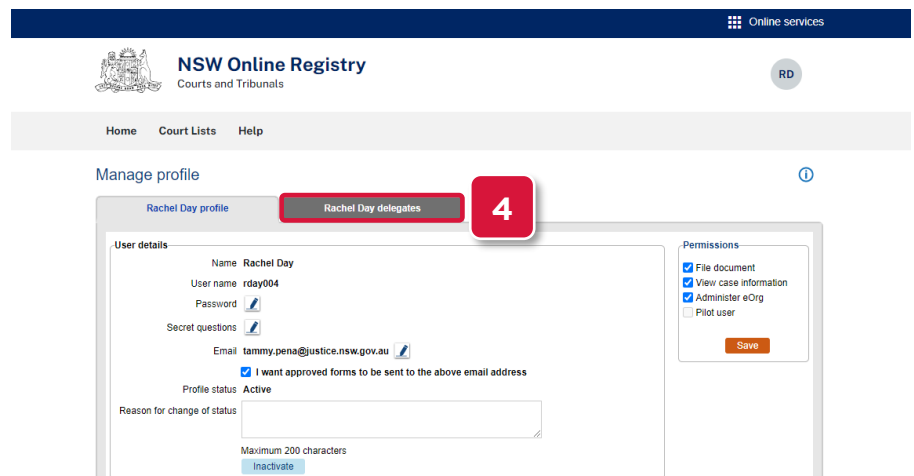 Online services
NSW Online Registry
Courts and Tribunals
RD
Home Court Lists Help
Manage profile
Rachel Day profile Rachel Day delegates 4
User details
Name Rachel Day
User name rday004
Password
Secret questions
Email tammy.pena@justice.nsw.gov.au
I want approved forms to be sent to the above email address
Profile status Active
Reason for change of status
Maximum 200 characters
Inactivate
Permissions
File document
View case information
Administer eOrg
Pilot user
Save